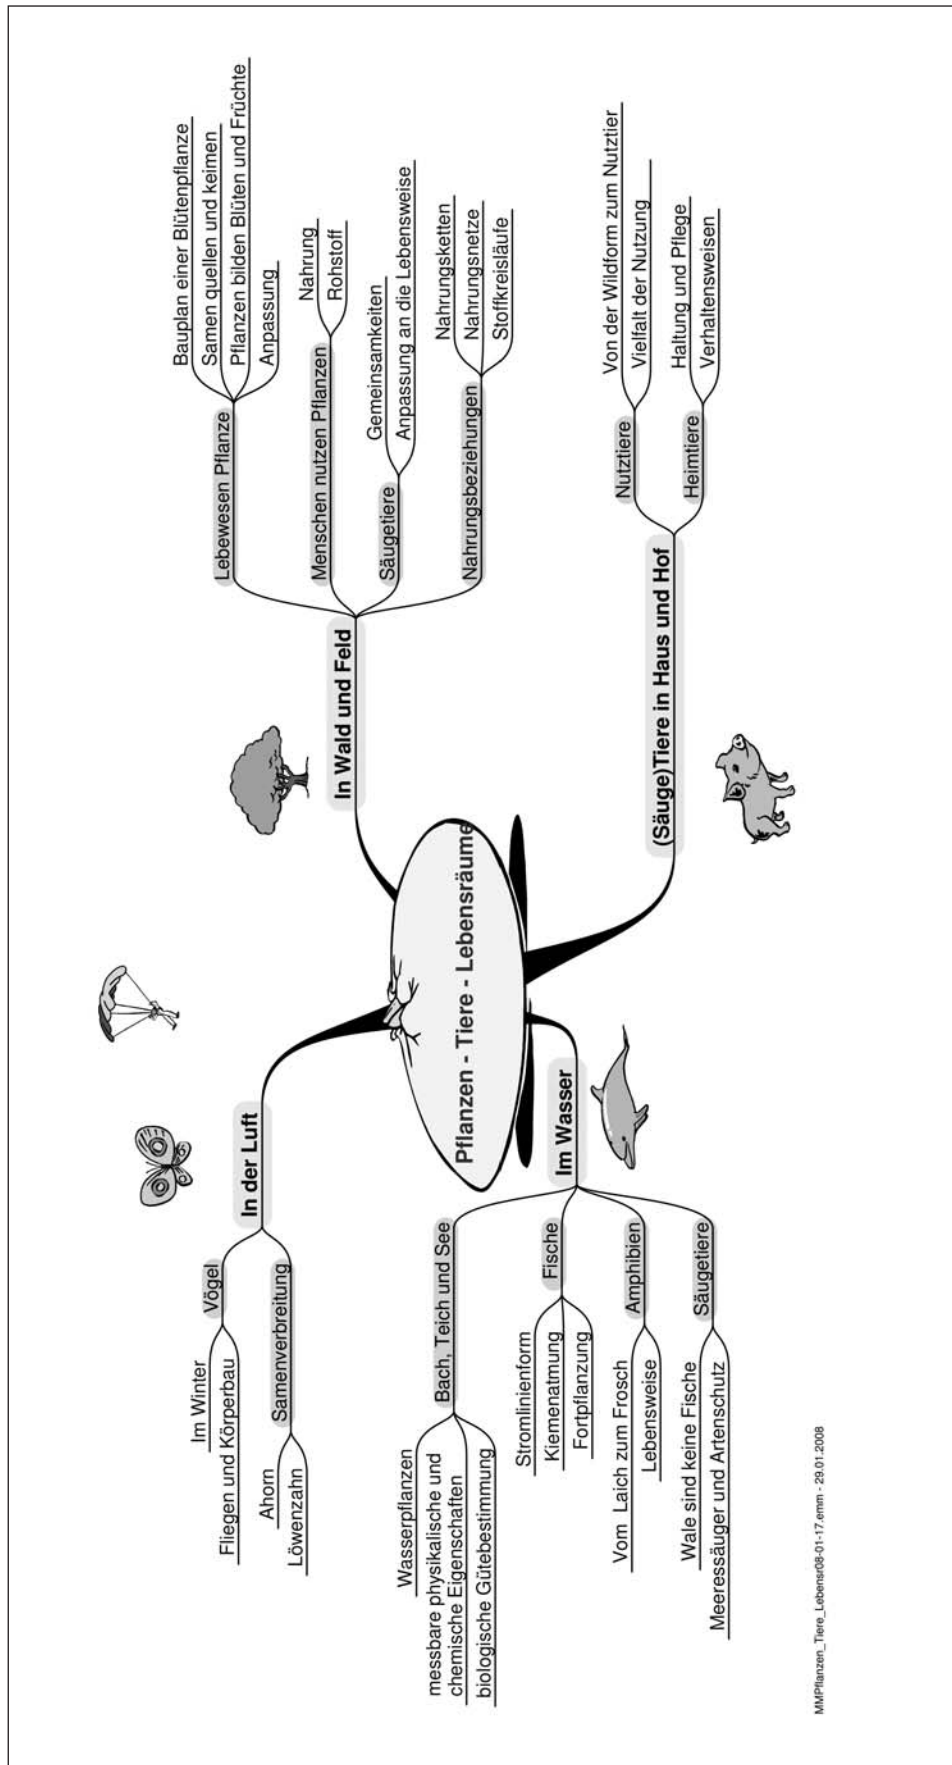 Pflanzen - Tiere - Lebensräume
In der Luft
Vögel
Im Winter
Fliegen und Körperbau
Samenverbreitung
Ahorn
Löwenzahn
Im Wasser
Bach, Teich und See
Wasserpflanzen
messbare physikalische und
chemische Eigenschaften
biologische Gütebestimmung
Fische
Stromlinienform
Kiemenatmung
Fortpflanzung
Amphibien
Vom Laich zum Frosch
Lebensweise
Säugetiere
Wale sind keine Fische
Meeressäuger und Artenschutz
In Wald und Feld
Lebewesen Pflanze
Bauplan einer Blütenpflanze
Samen quellen und keimen
Pflanzen bilden Blüten und Früchte
Anpassung
Menschen nutzen Pflanzen
Nahrung
Rohstoff
Säugetiere
Gemeinsamkeiten
Anpassung an die Lebensweise
Nahrungsbeziehungen
Nahrungsketten
Nahrungsnetze
Stoffkreisläufe
(Säuge)Tiere in Haus und Hof
Nutztiere
Von der Wildform zum Nutztier
Vielfalt der Nutzung
Heimtiere
Haltung und Pflege
Verhaltensweisen
MMPflanzen_Tiere_Lebensr08-01-17.emm - 29.01.2008